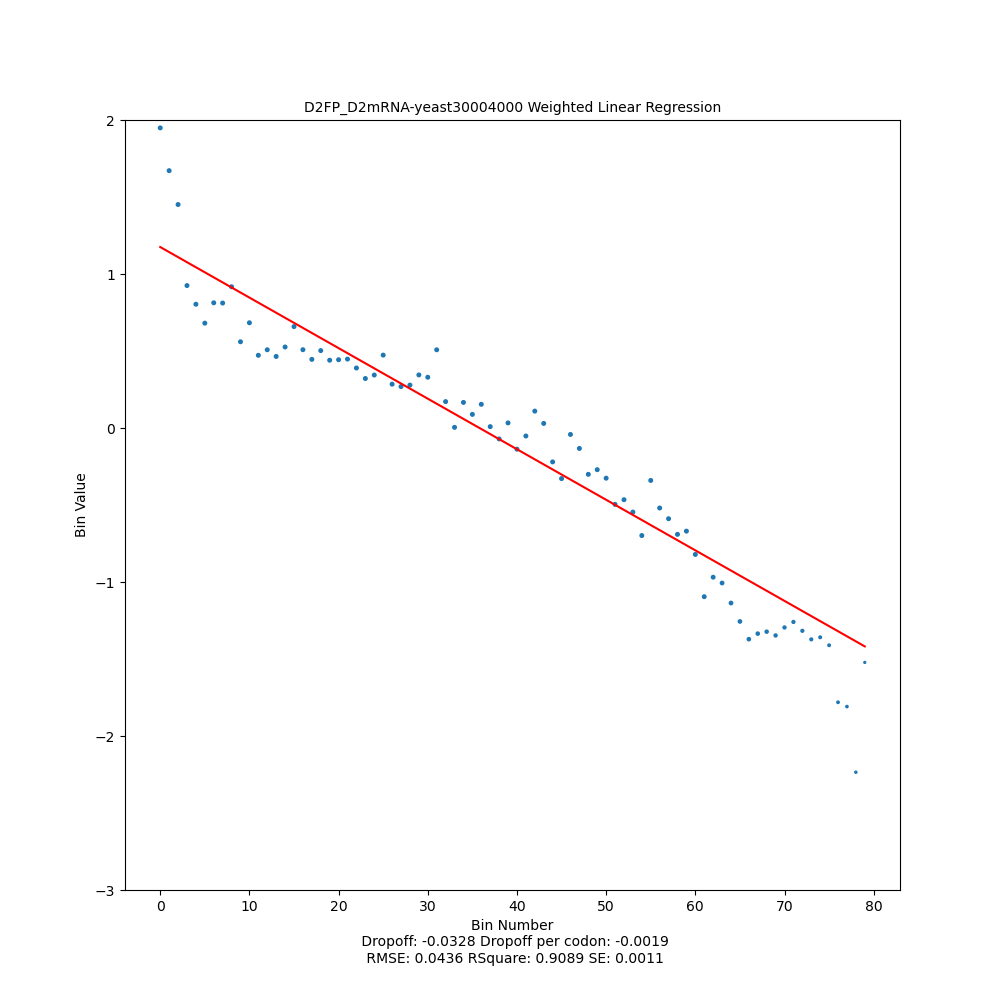 D2FP_D2mRNA-yeast30004000 Weighted Linear Regression
2
1
0
−1
−2
−3
Bin Value
0 10 20 30 40 50 60 70 80
Bin Number
Dropoff: -0.0328 Dropoff per codon: -0.0019
RMSE: 0.0436 RSquare: 0.9089 SE: 0.0011